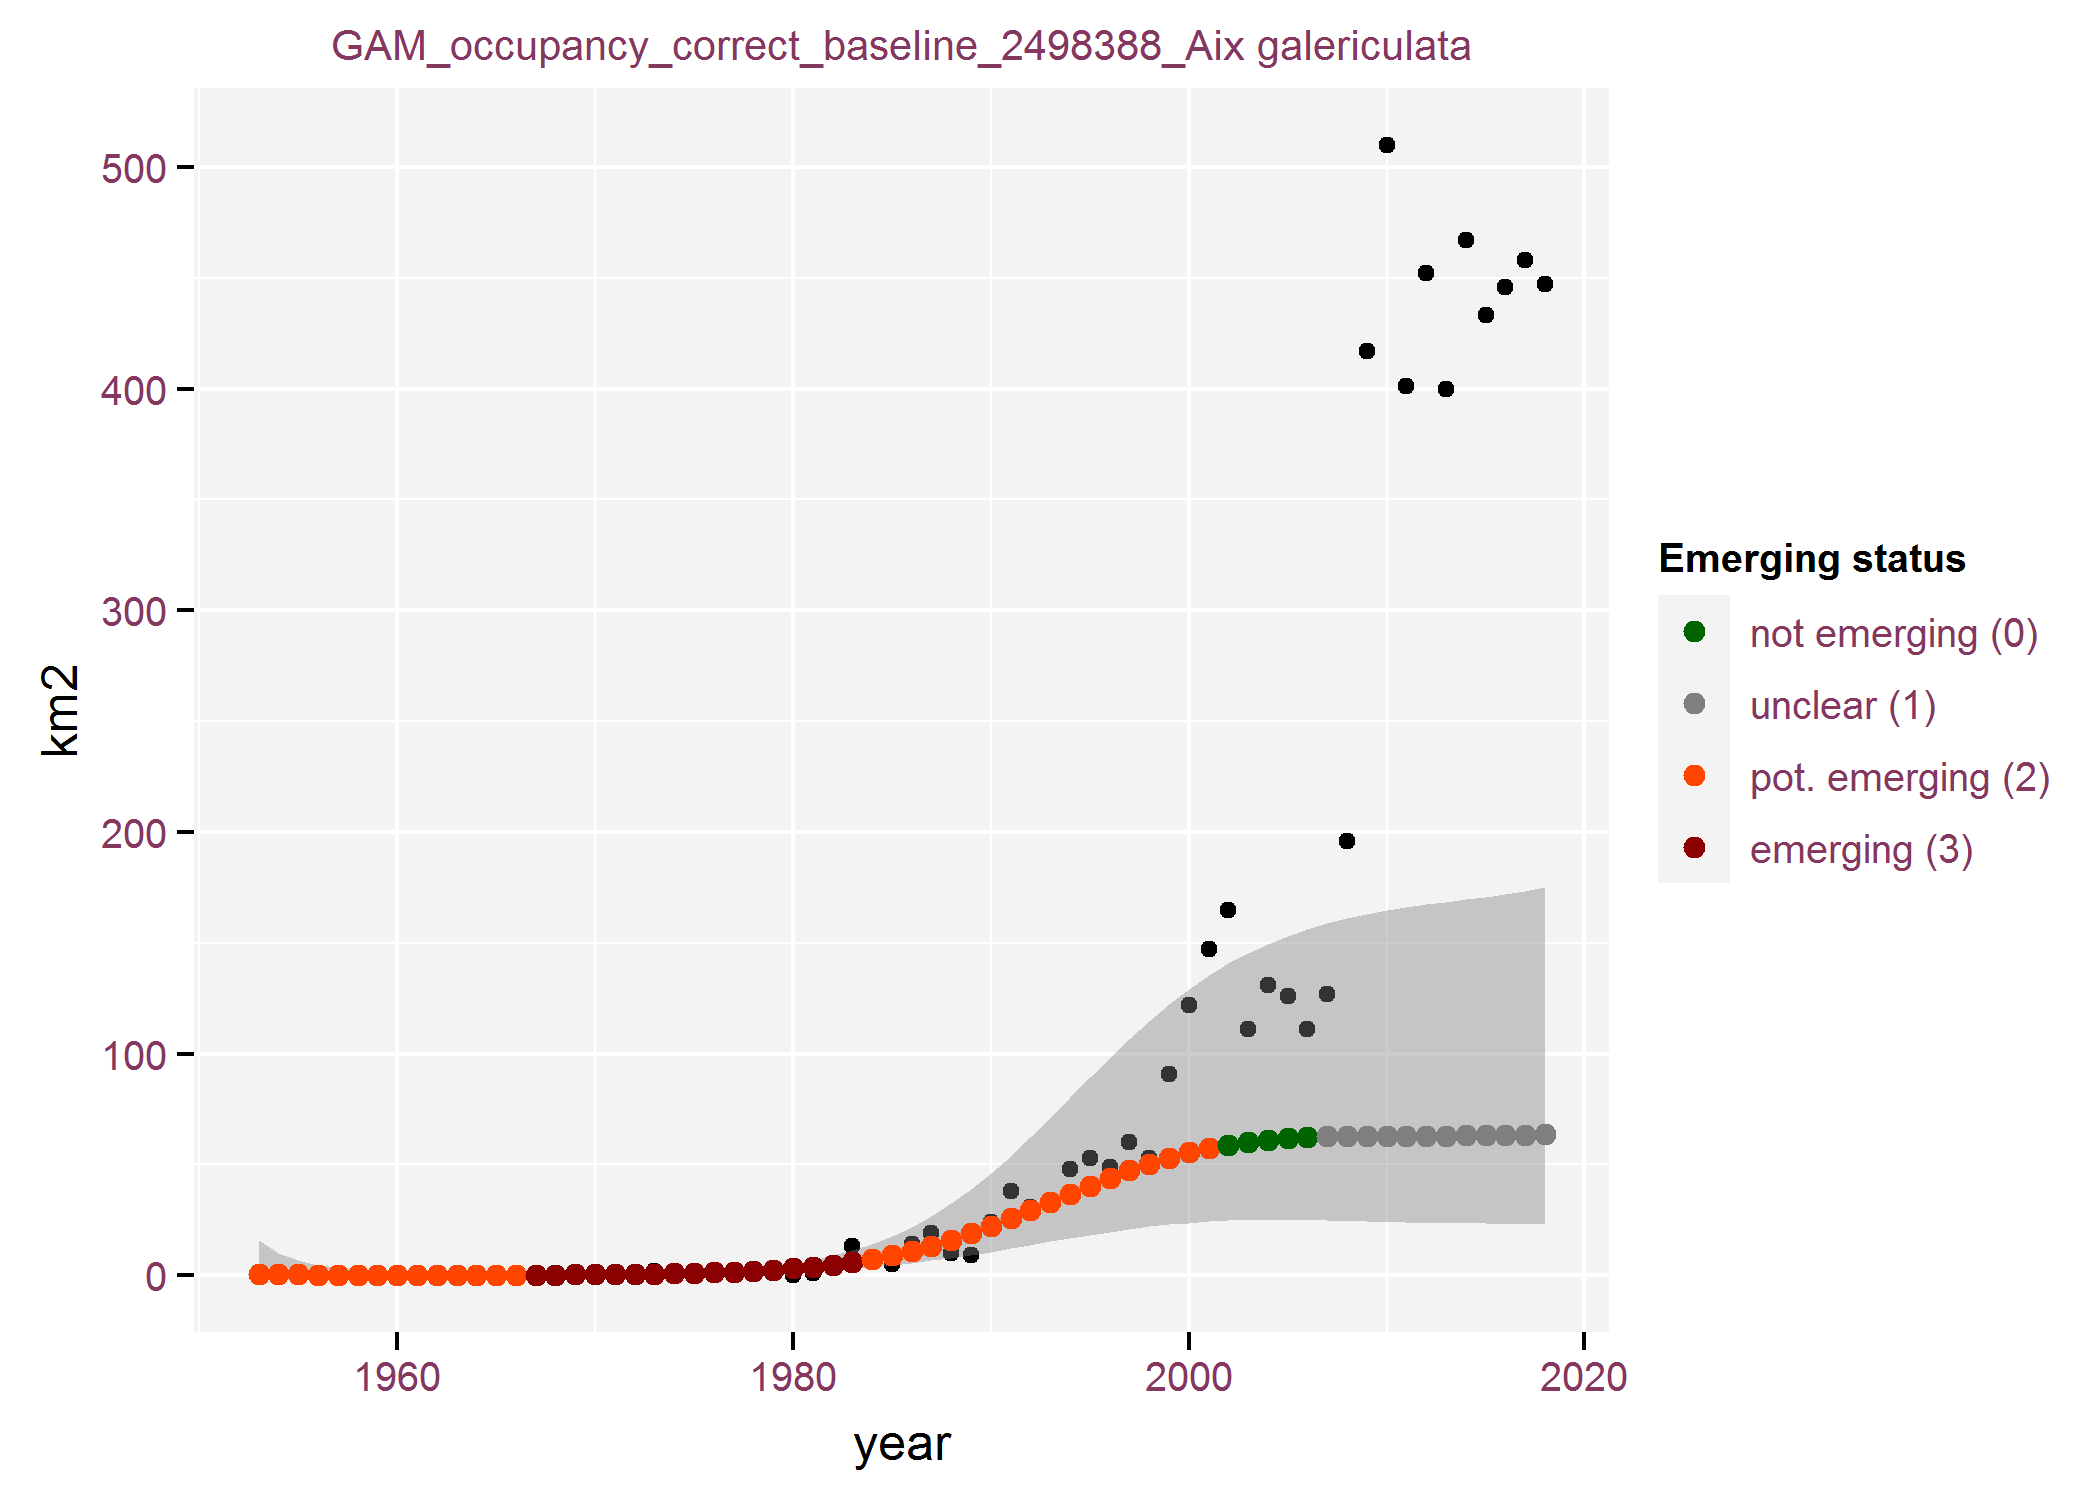 GAM_occupancy_correct_baseline_2498388_Aix galericulata
500
400
300
200
100
0
km2
1960
1980
2000
2020
year
Emerging status
not emerging (0)
unclear (1)
pot. emerging (2)
emerging (3)